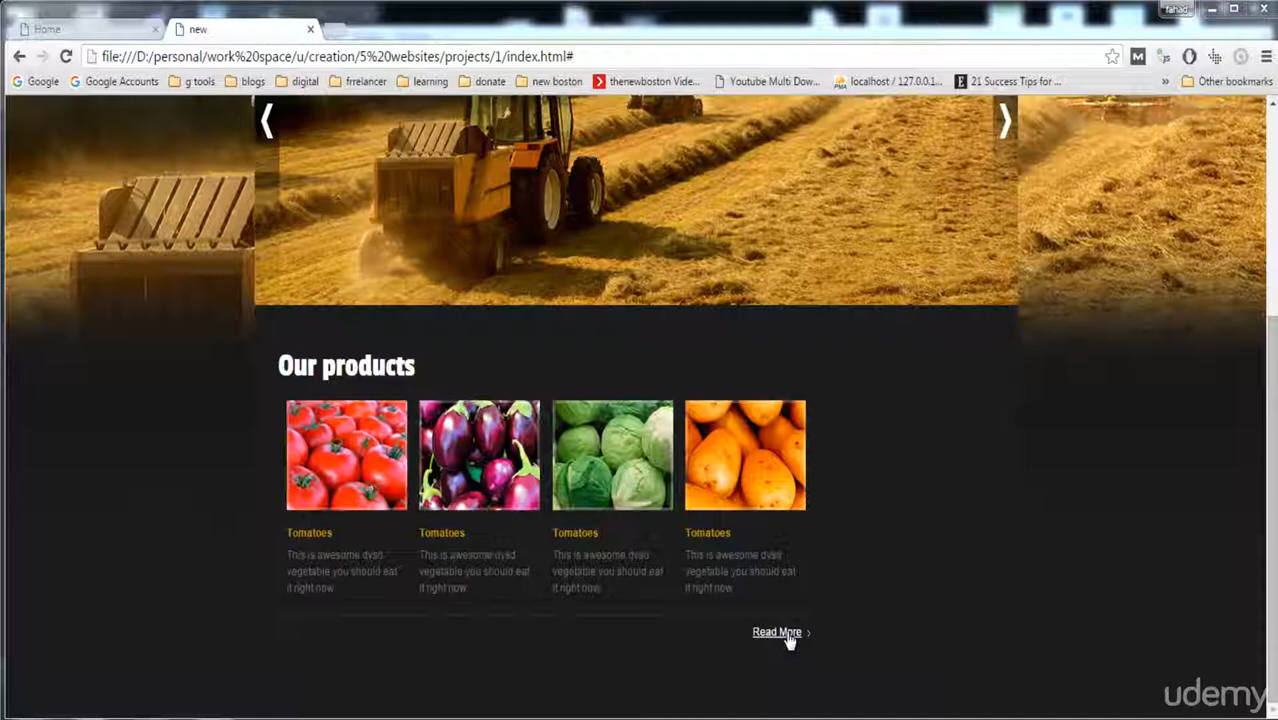 fahad
Home
new
file:///D:/personal/work%20space/u/creation/5%20websites/projects/1/index.html#
Google
Google Accounts
g tools
blogs
digital
frrelancer
learning
donate
new boston
thenewboston Vide...
Youtube Multi Dow...
localhost / 127.0.0.1...
21 Success Tips for ...
»
Other bookmarks
Our products
Tomatoes
Tomatoes
Tomatoes
Tomatoes
This is awesome dvsd
vegetable you should eat
it right now
This is awesome dvsd
vegetable you should eat
it right now
This is awesome dvsd
vegetable you should eat
it right now
This is awesome dvsd
vegetable you should eat
it right now
Read More ›
udemy